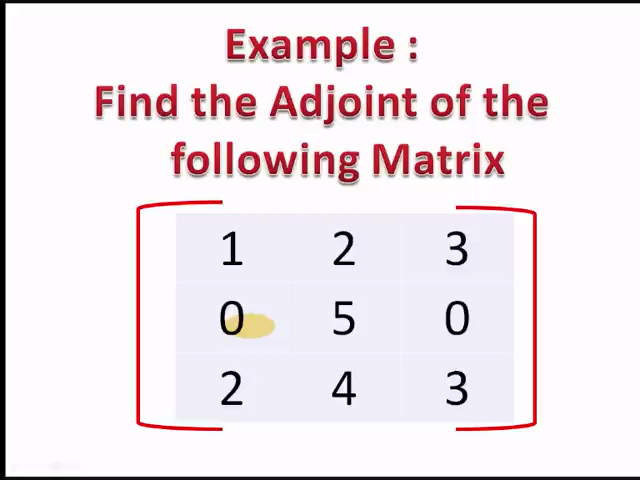 Example :
Find the Adjoint of the
following Matrix
1 2 3
0 5 0
2 4 3